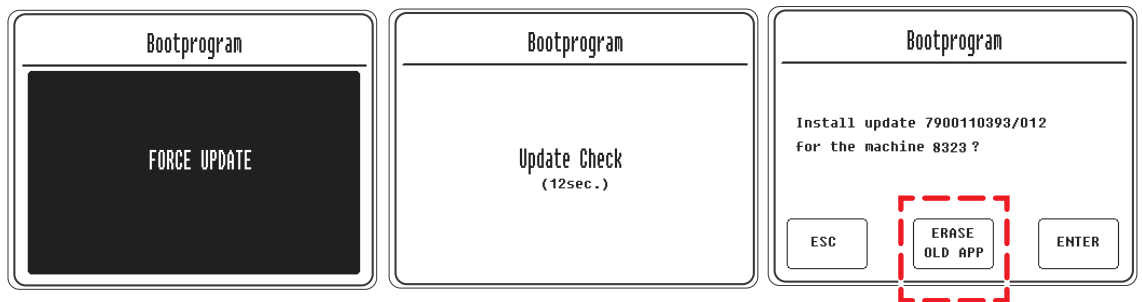 Bootprogram
FORCE UPDATE
Bootprogram
Update Check
(12sec.)
Bootprogram
Install update 7900110393/012
for the machine 8323 ?
ESC
ERASE
OLD APP
ENTER